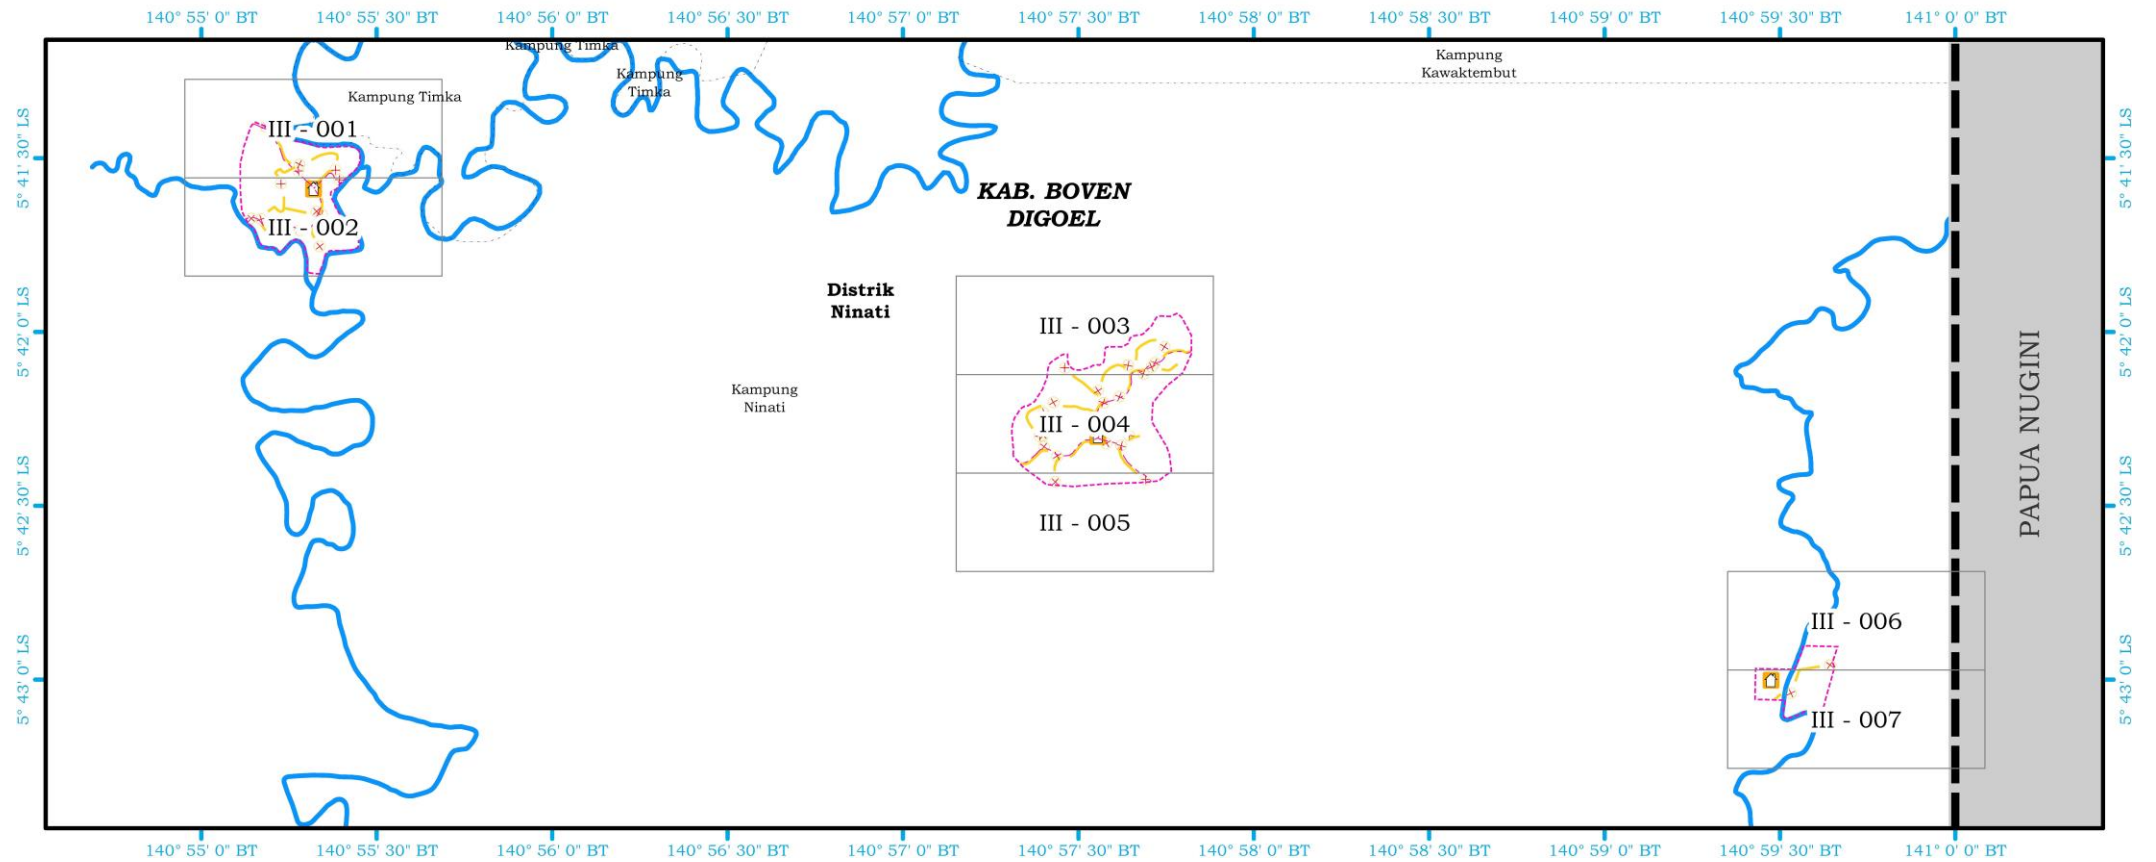 140° 55' 0" BT
140° 55' 30" BT
140° 56' 0" BT
140° 56' 30" BT
140° 57' 0" BT
140° 57' 30" BT
140° 58' 0" BT
140° 58' 30" BT
140° 59' 0" BT
140° 59' 30" BT
141° 0' 0" BT
Kampung Timka
Kampung
Timka
Kampung
Kawaktembut
Kampung Timka
III - 001
5° 41' 30" LS
5° 41' 30" LS
KAB. BOVEN
DIGOEL
III - 002
Distrik
Ninati
III - 003
5° 42' 0" LS
5° 42' 0" LS
Kampung
Ninati
III - 004
PAPUA NUGINI
5° 42' 30" LS
5° 42' 30" LS
III - 005
III - 006
5° 43' 0" LS
5° 43' 0" LS
III - 007
140° 55' 0" BT
140° 55' 30" BT
140° 56' 0" BT
140° 56' 30" BT
140° 57' 0" BT
140° 57' 30" BT
140° 58' 0" BT
140° 58' 30" BT
140° 59' 0" BT
140° 59' 30" BT
141° 0' 0" BT